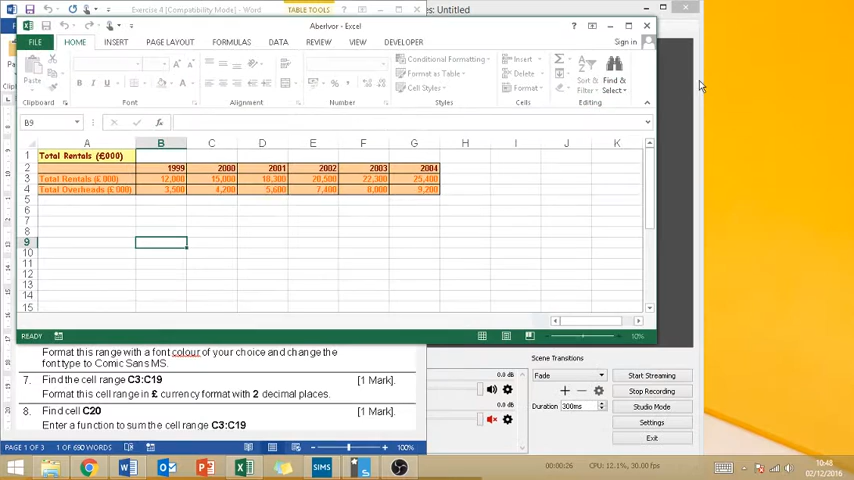 Exercise 4 [Compatibility Mode] - Word
TABLE TOOLS
les: Untitled
Aberlvor - Excel
FILE HOME INSERT PAGE LAYOUT FORMULAS DATA REVIEW VIEW DEVELOPER
Sign in
Paste
Conditional Formatting
Format as Table
Cell Styles
Insert
Delete
Format
Sort &
Filter
Find &
Select
Clipboard Font Alignment Number Styles Cells Editing
B9
A B C D E F G H I J K
1 Total Rentals (£000)
2 1999 2000 2001 2002 2003 2004
3 Total Rentals (£000) 12,000 15,000 18,300 20,500 22,300 25,400
4 Total Overheads (£000) 3,500 4,200 5,600 7,400 8,000 9,200
5
6
7
8
9
10
11
12
13
14
15
READY
10%
Format this range with a font colour of your choice and change the
font type to Comic Sans MS.
7. Find the cell range C3:C19 [1 Mark].
Format this cell range in £ currency format with 2 decimal places.
8. Find cell C20 [1 Mark].
Enter a function to sum the cell range C3:C19
PAGE 1 OF 3 1 OF 690 WORDS 100%
Scene Transitions
0.0 dB
Fade
Start Streaming
Stop Recording
0.0 dB
Duration 300ms
Studio Mode
Settings
Exit
00:00:26 CPU: 12.1%, 30.00 fps
SIMS
10:48
02/12/2016